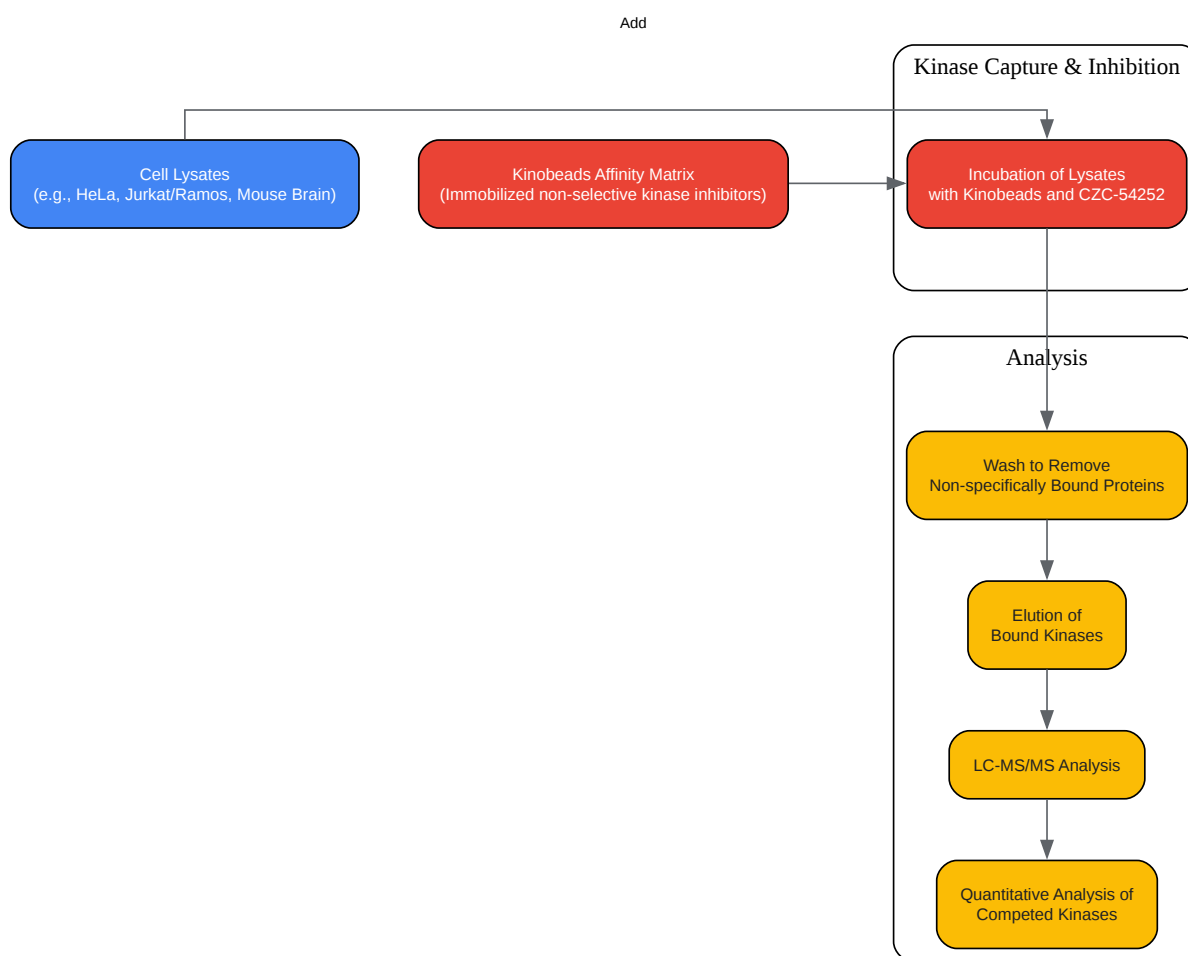 Add
Kinase Capture & Inhibition
Cell Lysates
(e.g., HeLa, Jurkat/Ramos, Mouse Brain)
Kinobeads Affinity Matrix
(Immobilized non-selective kinase inhibitors)
Incubation of Lysates
with Kinobeads and CZC-54252
Analysis
Wash to Remove
Non-specifically Bound Proteins
Elution of
Bound Kinases
LC-MS/MS Analysis
Quantitative Analysis of
Competed Kinases